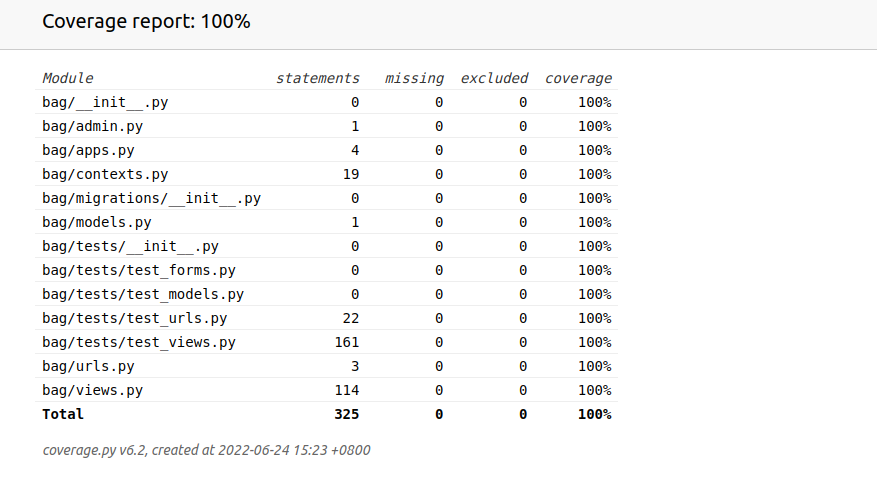 Coverage report: 100%
Module statements missing excluded coverage
bag/__init__.py 0 0 0 100%
bag/admin.py 1 0 0 100%
bag/apps.py 4 0 0 100%
bag/contexts.py 19 0 0 100%
bag/migrations/__init__.py 0 0 0 100%
bag/models.py 1 0 0 100%
bag/tests/__init__.py 0 0 0 100%
bag/tests/test_forms.py 0 0 0 100%
bag/tests/test_models.py 0 0 0 100%
bag/tests/test_urls.py 22 0 0 100%
bag/tests/test_views.py 161 0 0 100%
bag/urls.py 3 0 0 100%
bag/views.py 114 0 0 100%
Total 325 0 0 100%
coverage.py v6.2, created at 2022-06-24 15:23 +0800